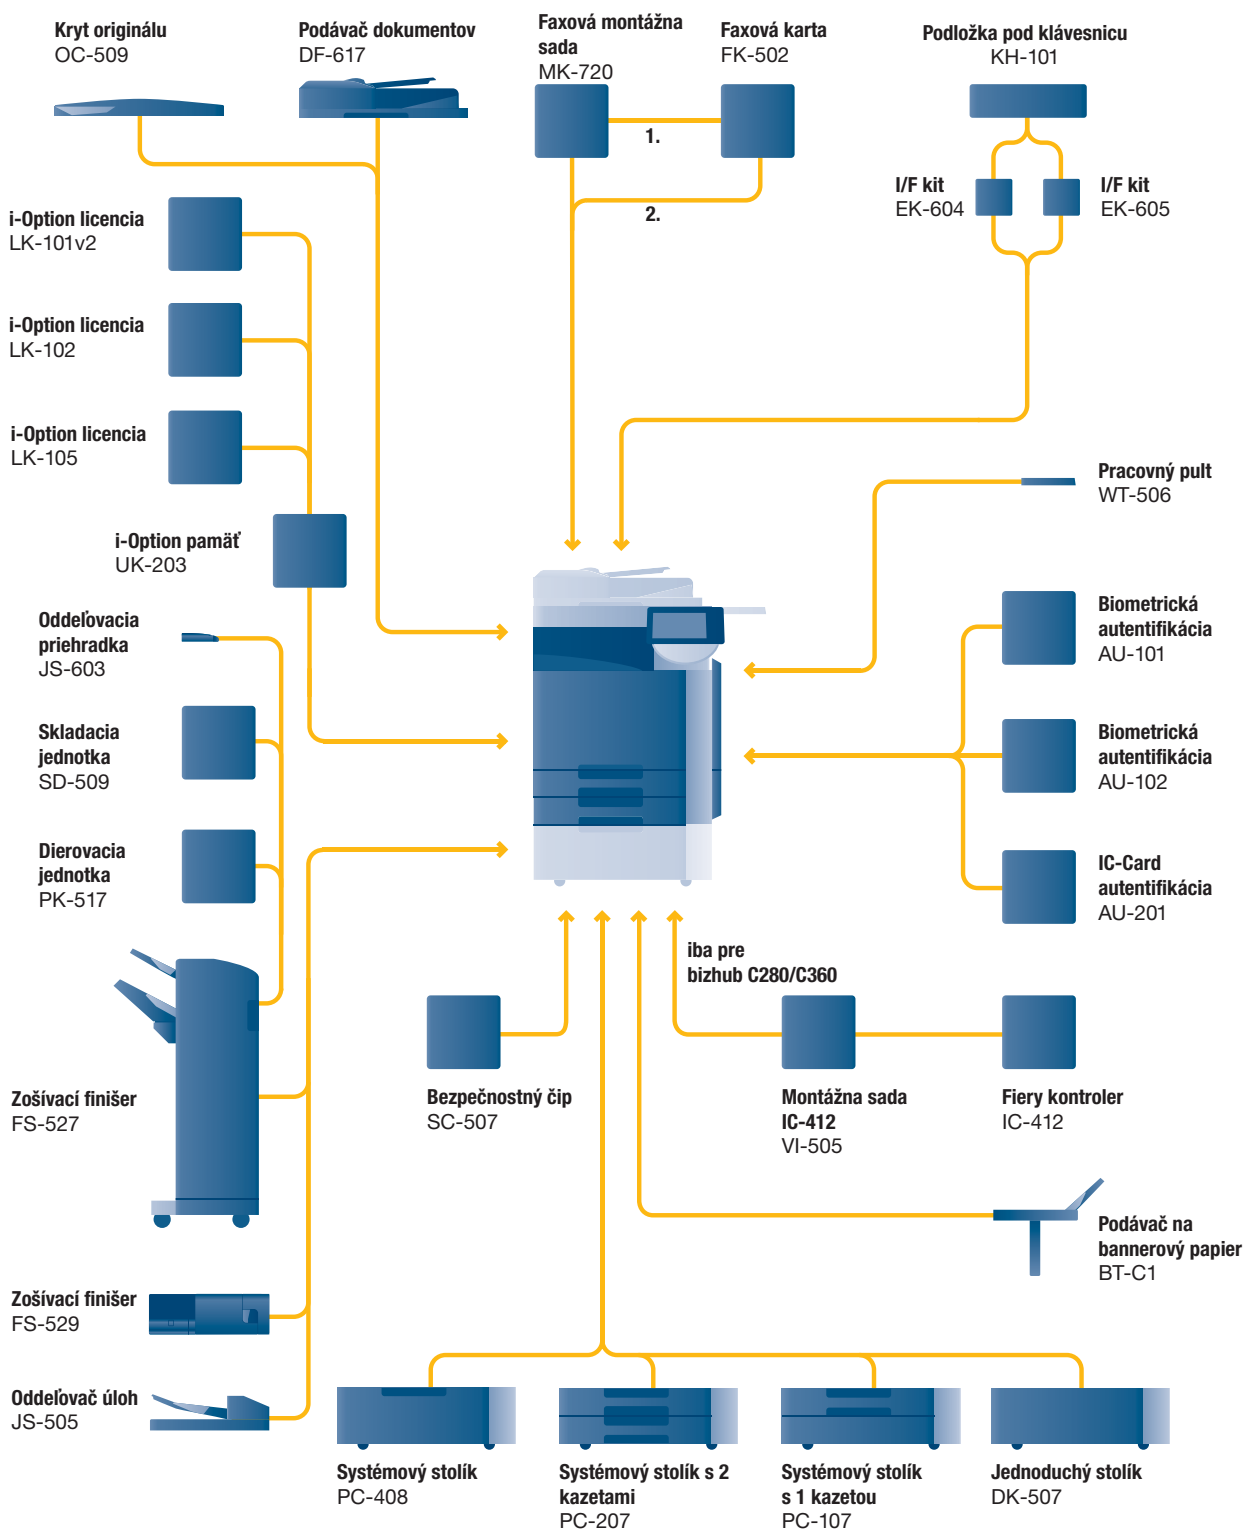 Kryt originálu
OC-509
Podávač dokumentov
DF-617
Faxová montážna
sada
MK-720
Faxová karta
FK-502
Podložka pod klávesnicu
KH-101
1.
2.
I/F kit
EK-604
I/F kit
EK-605
i-Option licencia
LK-101v2
i-Option licencia
LK-102
i-Option licencia
LK-105
i-Option pamäť
UK-203
Pracovný pult
WT-506
Oddeľovacia
priehradka
JS-603
Skladacia
jednotka
SD-509
Dierovacia
jednotka
PK-517
Biometrická
autentifikácia
AU-101
Biometrická
autentifikácia
AU-102
IC-Card
autentifikácia
AU-201
iba pre
bizhub C280/C360
Zošívací finišer
FS-527
Bezpečnostný čip
SC-507
Montážna sada
IC-412
VI-505
Fiery kontroler
IC-412
Podávač na
bannerový papier
BT-C1
Zošívací finišer
FS-529
Oddeľovač úloh
JS-505
Systémový stolík
PC-408
Systémový stolík s 2
kazetami
PC-207
Systémový stolík
s 1 kazetou
PC-107
Jednoduchý stolík
DK-507